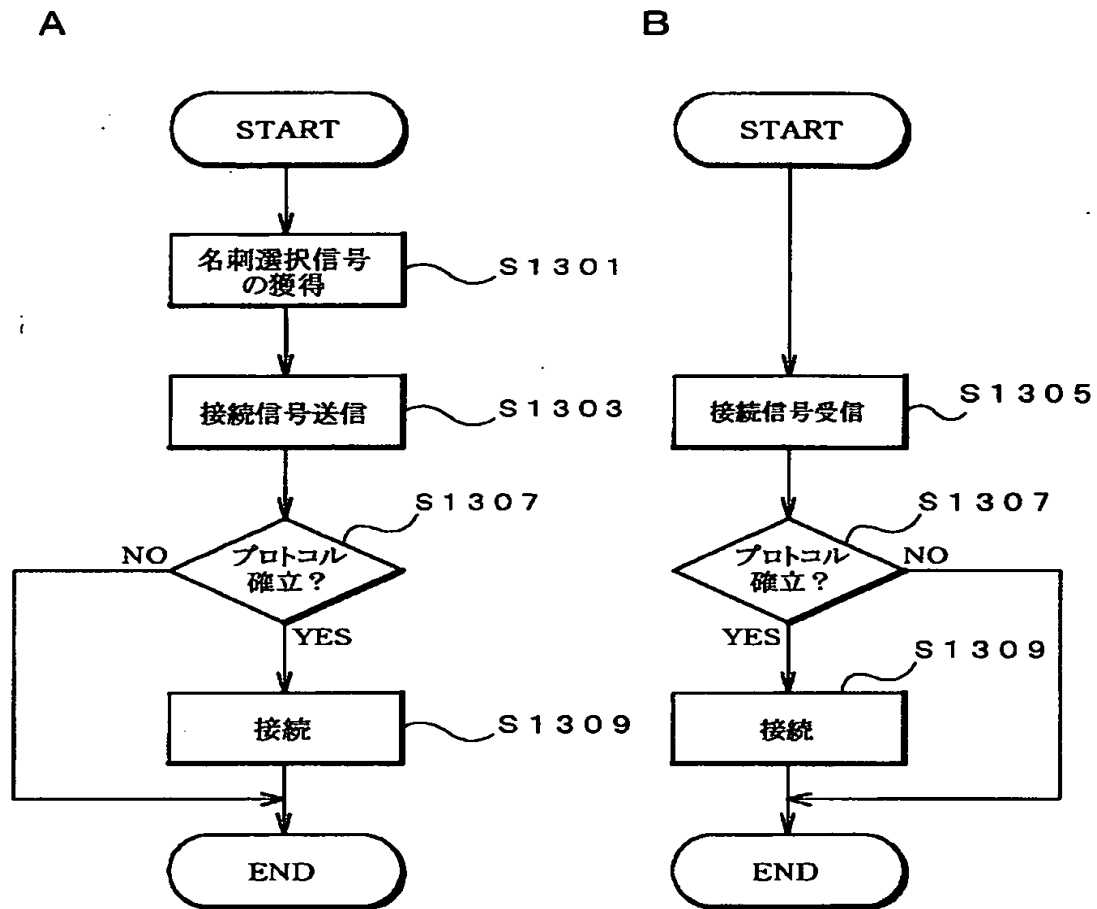 A
START
名刺選択信号
の獲得
S1301
接続信号送信
S1303
S1307
プロトコル
確立？
NO
YES
接続
S1309
END
B
START
接続信号受信
S1305
S1307
プロトコル
確立？
NO
YES
S1309
接続
END